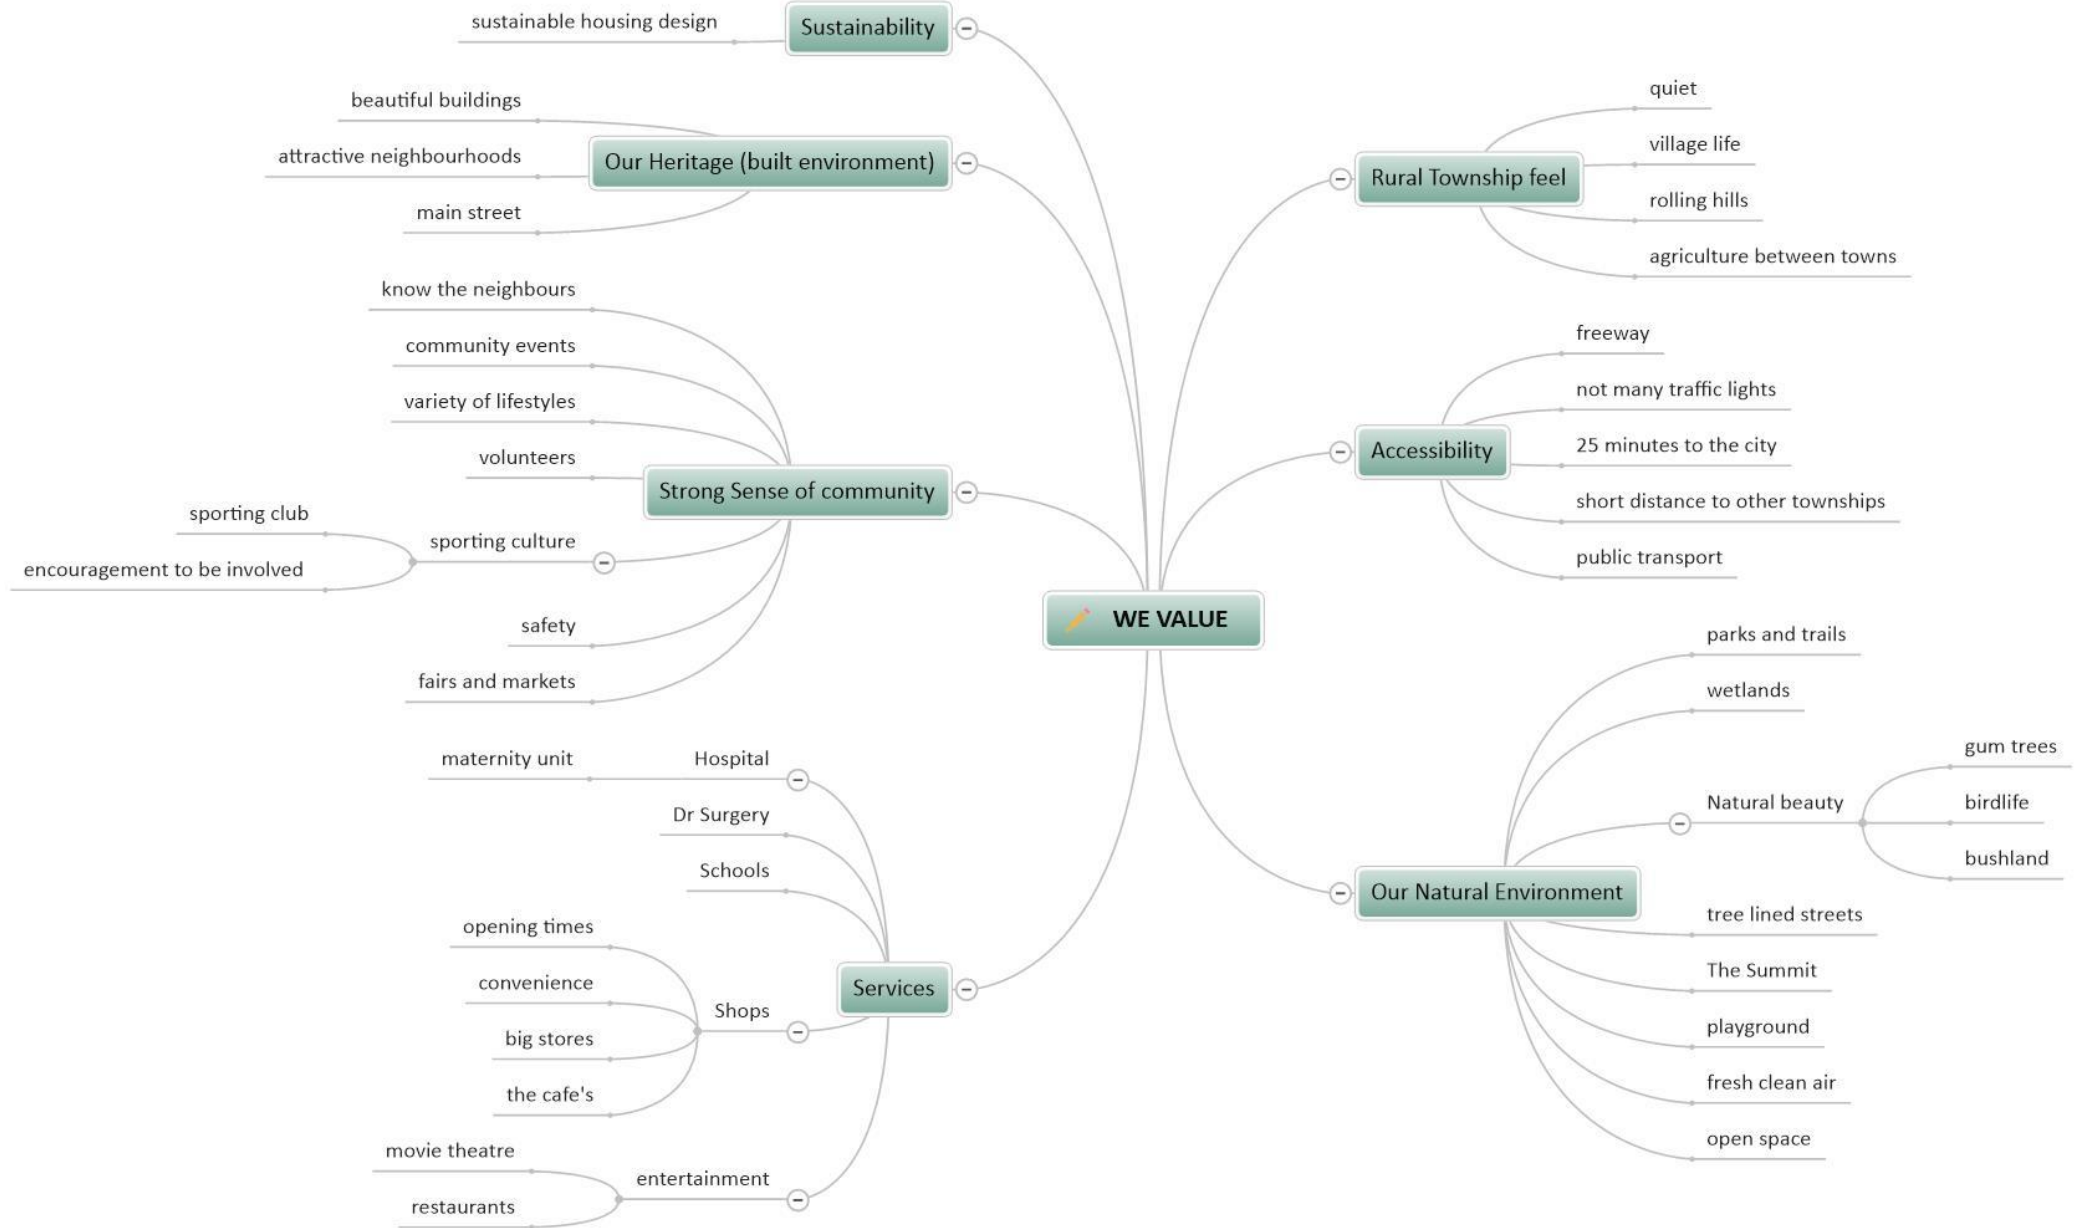 WE VALUE
Sustainability
sustainable housing design
Our Heritage (built environment)
beautiful buildings
attractive neighbourhoods
main street
Strong Sense of community
know the neighbours
community events
variety of lifestyles
volunteers
sporting culture
sporting club
encouragement to be involved
safety
fairs and markets
Services
Hospital
maternity unit
Dr Surgery
Schools
Shops
opening times
convenience
big stores
the cafe's
entertainment
movie theatre
restaurants
Rural Township feel
quiet
village life
rolling hills
agriculture between towns
Accessibility
freeway
not many traffic lights
25 minutes to the city
short distance to other townships
public transport
Our Natural Environment
parks and trails
wetlands
Natural beauty
gum trees
birdlife
bushland
tree lined streets
The Summit
playground
fresh clean air
open space